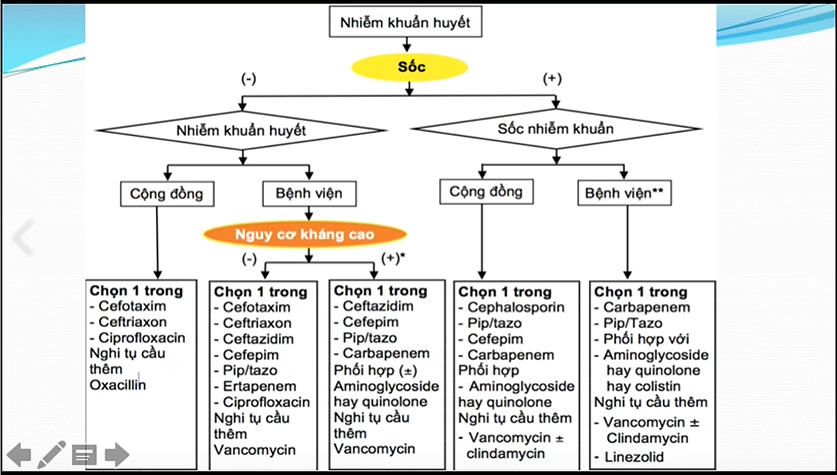 Nhiễm khuẩn huyết
Sốc
(-)
(+)
Nhiễm khuẩn huyết
Sốc nhiễm khuẩn
Cộng đồng
Bệnh viện
Cộng đồng
Bệnh viện**
Nguy cơ kháng cao
(-)
(+)*
Chọn 1 trong
- Cefotaxim
- Ceftriaxon
- Ciprofloxacin
Nghi tụ cầu
thêm
Oxacillin
Chọn 1 trong
- Cefotaxim
- Ceftriaxon
- Ceftazidim
- Cefepim
- Pip/tazo
- Ertapenem
- Ciprofloxacin
Nghi tụ cầu
thêm
Vancomycin
Chọn 1 trong
- Ceftazidim
- Cefepim
- Pip/tazo
- Carbapenem
Phối hợp (±)
Aminoglycoside
hay quinolone
Nghi tụ cầu
thêm
Vancomycin
Chọn 1 trong
- Cephalosporin
- Pip/tazo
- Cefepim
- Carbapenem
Phối hợp
- Aminoglycoside
hay quinolone
Nghi tụ cầu thêm
- Vancomycin ±
clindamycin
Chọn 1 trong
- Carbapenem
- Pip/Tazo
- Phối hợp với
- Aminoglycoside
hay quinolone
hay colistin
Nghi tụ cầu thêm
- Vancomycin ±
Clindamycin
- Linezolid